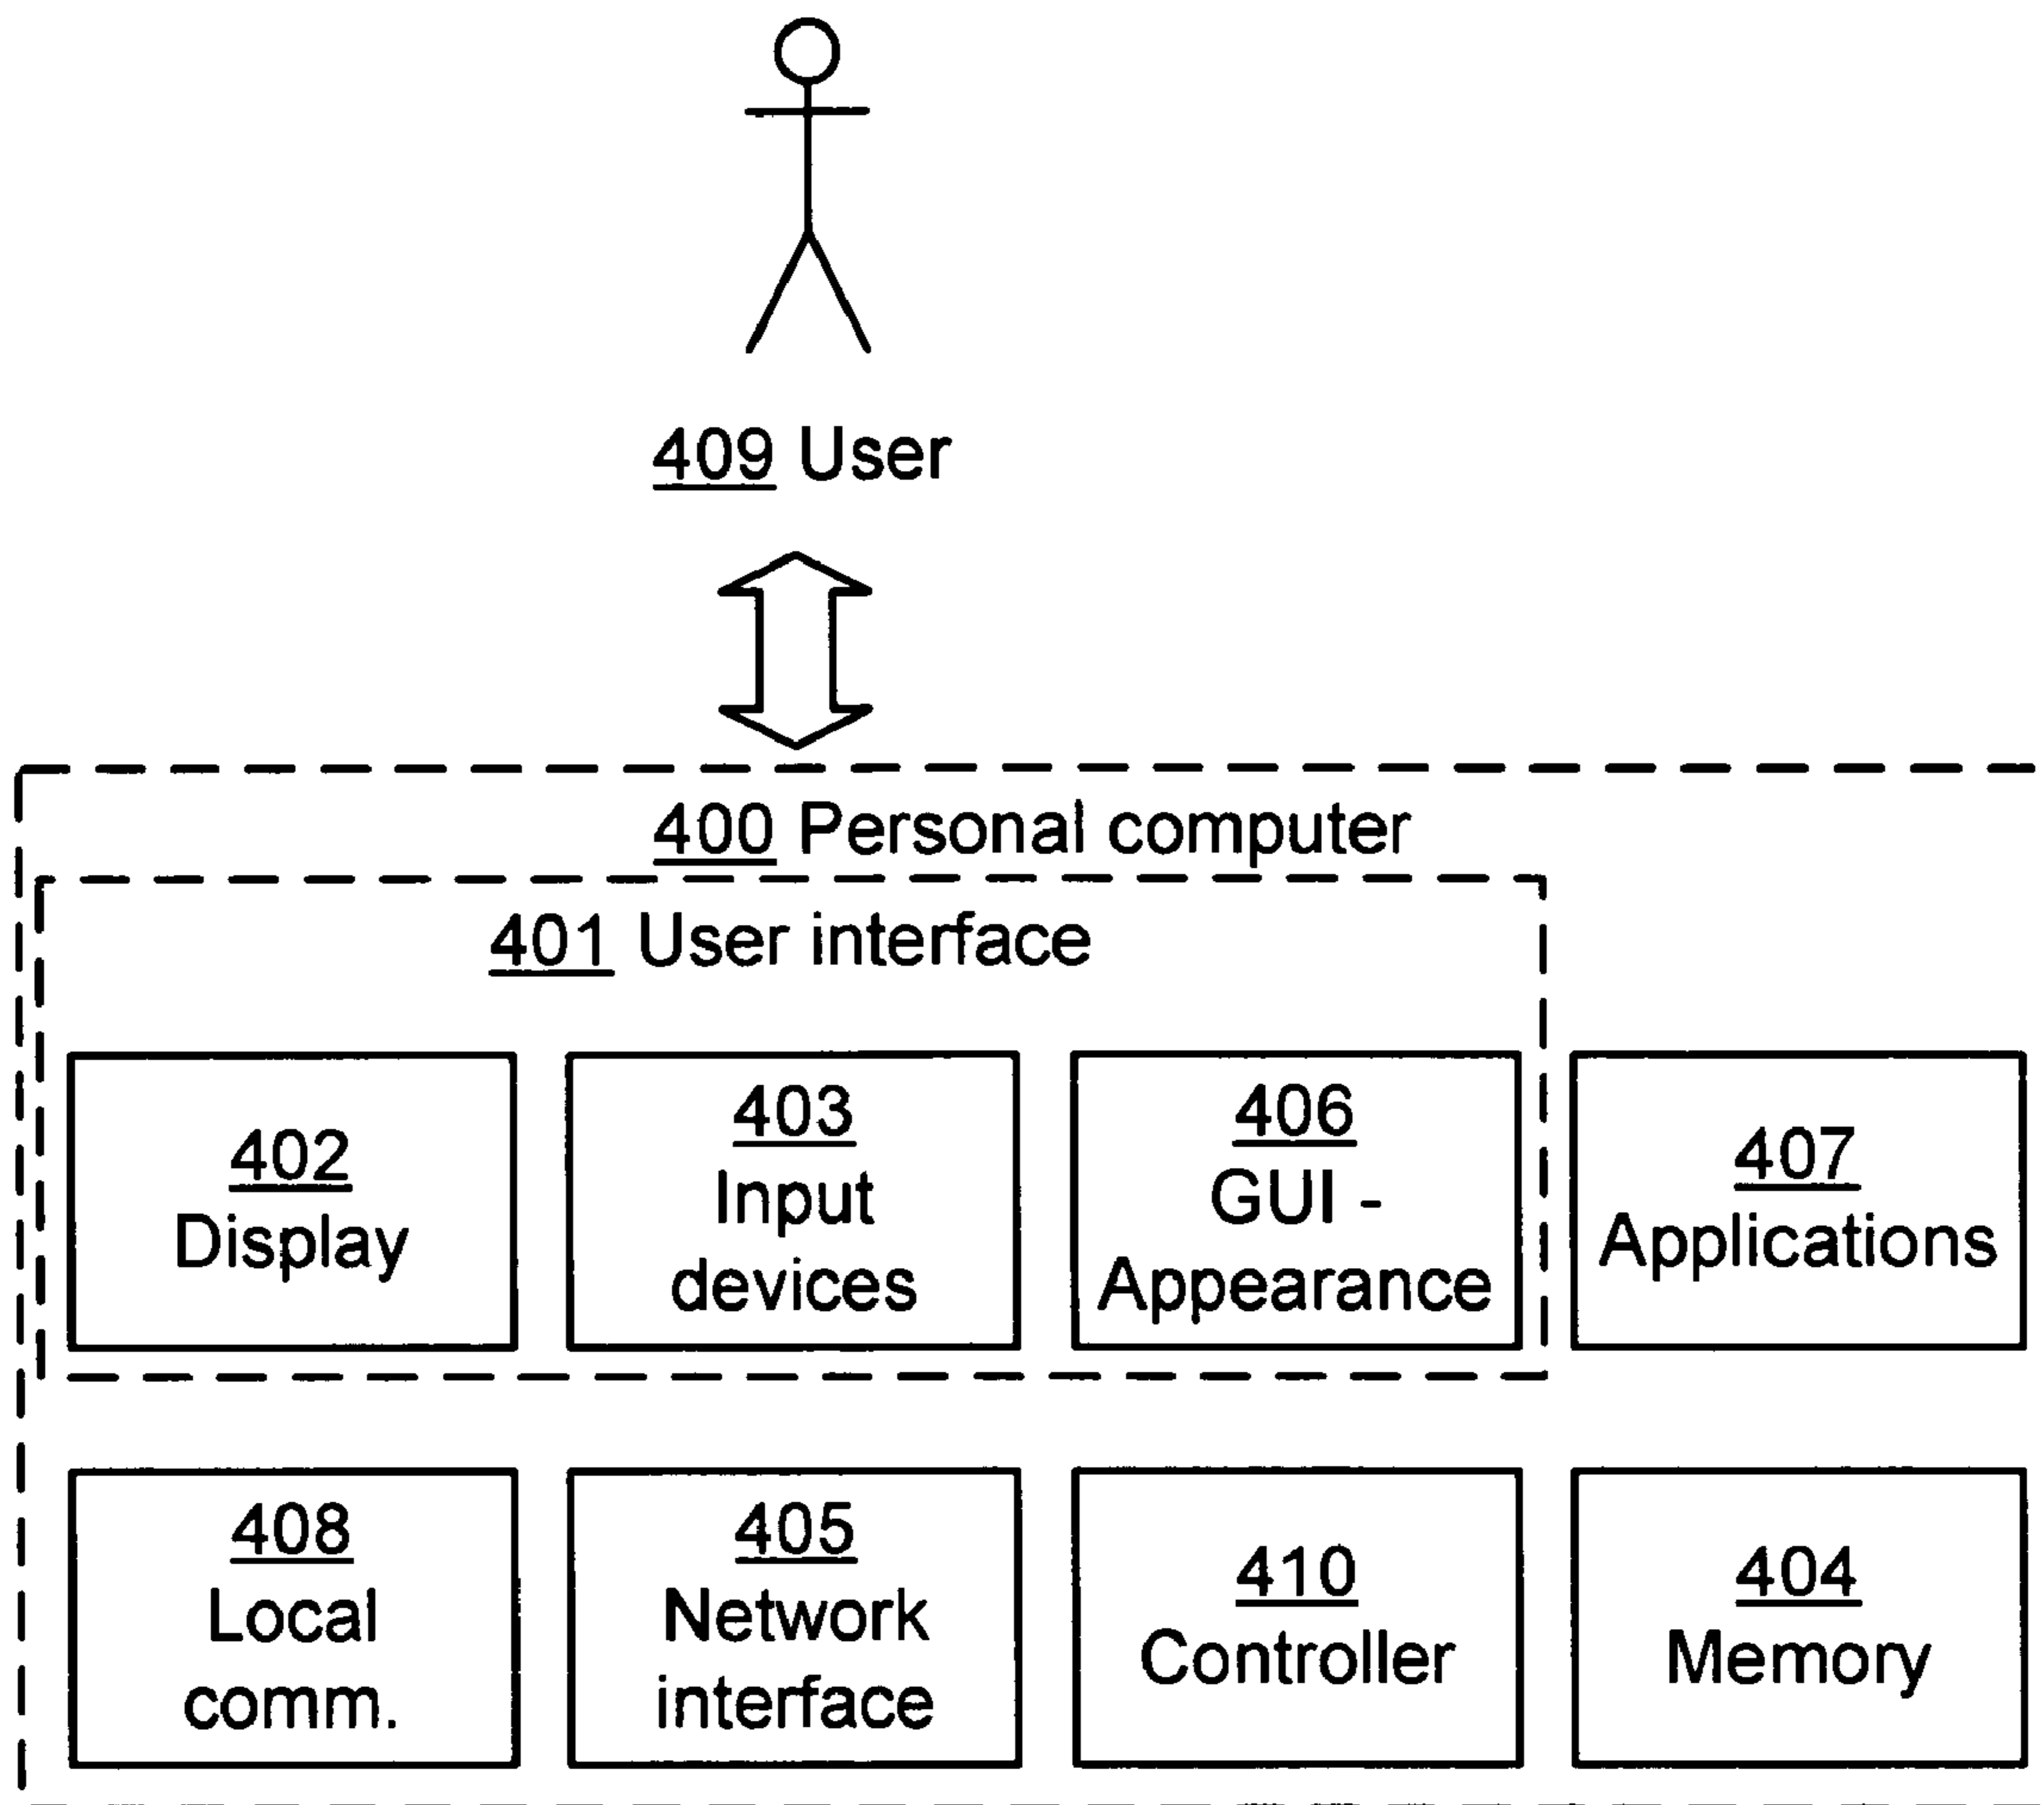 409 User
400 Personal computer
401 User interface
402
Display
403
Input
devices
406
GUI -
Appearance
407
Applications
408
Local
comm.
405
Network
interface
410
Controller
404
Memory